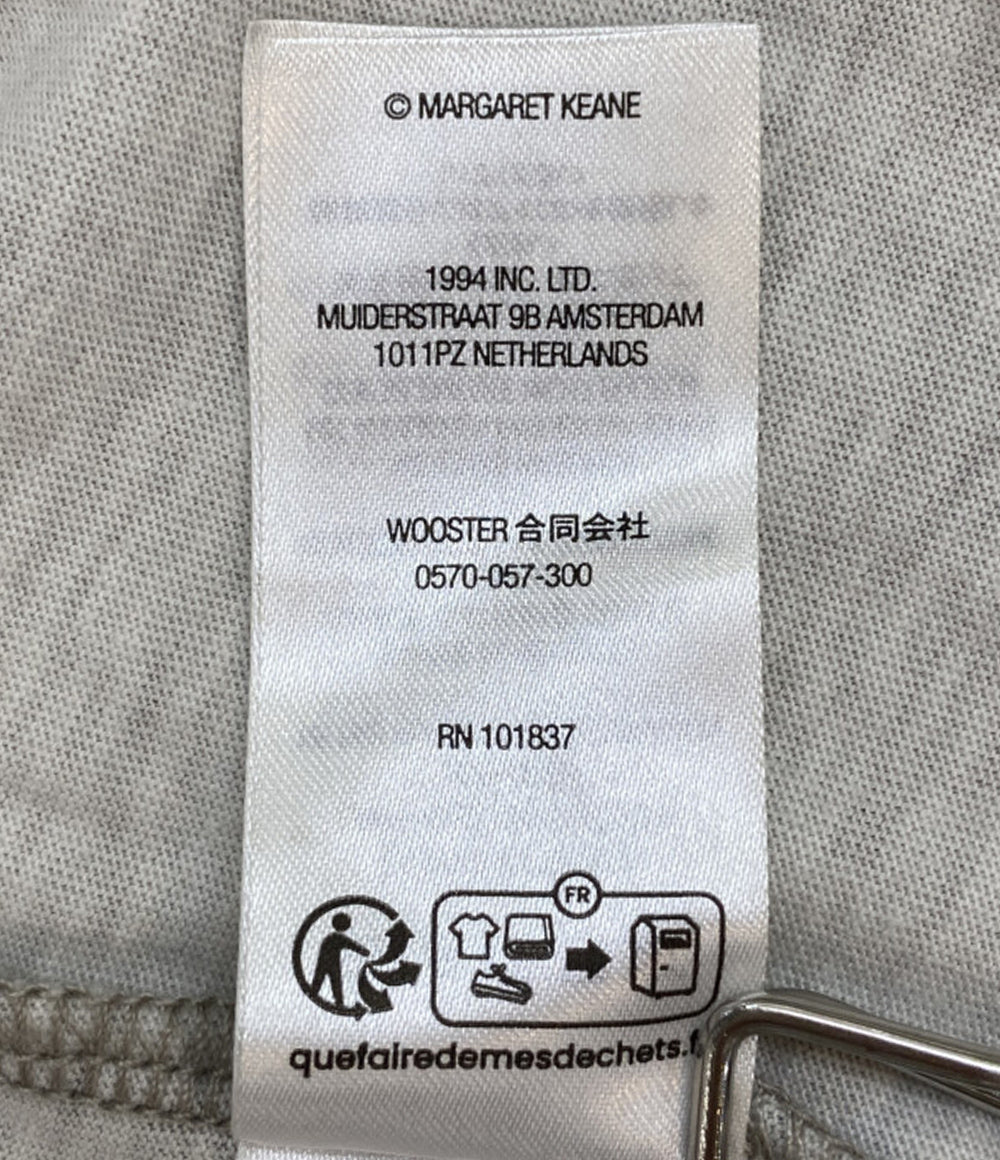 © MARGARET KEANE
1994 INC. LTD.
MUIDERSTRAAT 9B AMSTERDAM
1011PZ NETHERLANDS
WOOSTER 合同会社
0570-057-300
RN 101837
FR
quefairedemesdechets.f